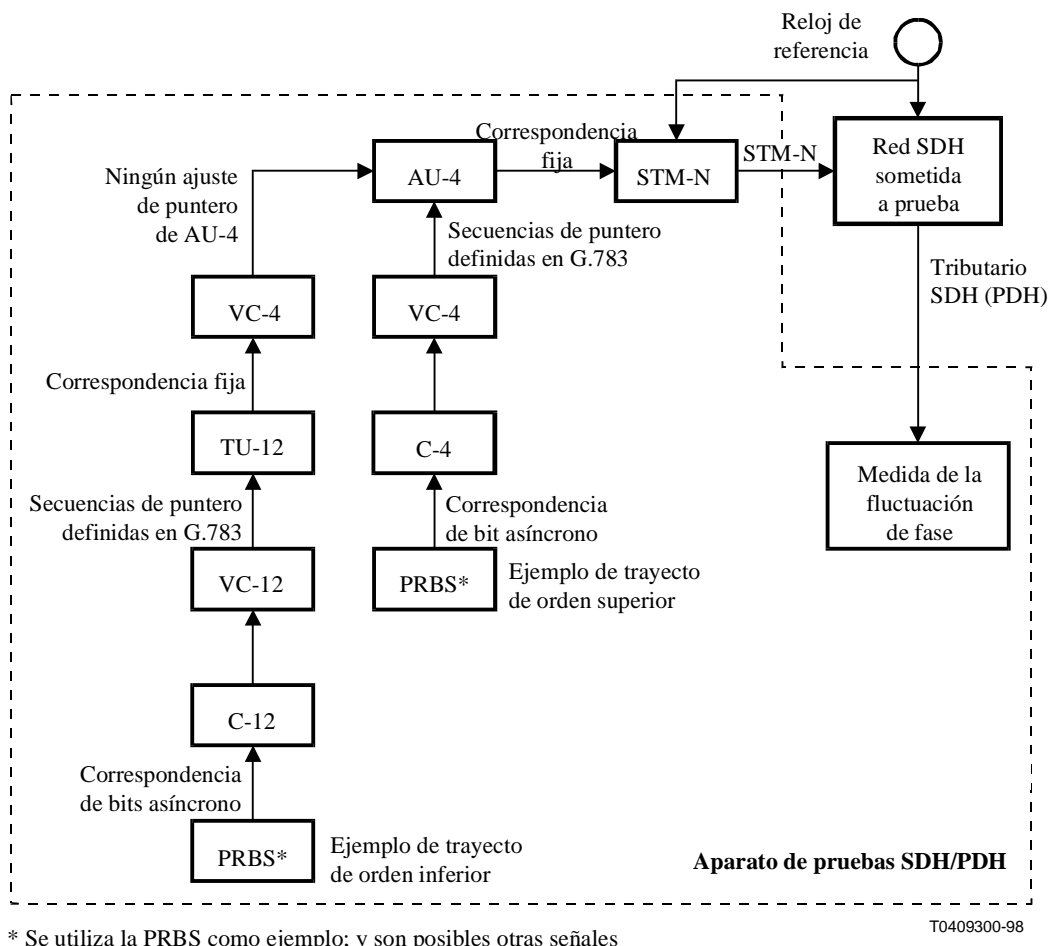 Reloj de
referencia
Correspondencia
fija
STM-N
Ningún ajuste
de puntero
de AU-4
AU-4
STM-N
Red SDH
sometida
a prueba
Secuencias de puntero
definidas en G.783
Tributario
SDH (PDH)
VC-4
VC-4
Correspondencia fija
TU-12
C-4
Medida de la
fluctuación
de fase
Secuencias de puntero
definidas en G.783
Correspondencia
de bit asíncrono
VC-12
PRBS*
Ejemplo de trayecto
de orden superior
C-12
Correspondencia
de bits asíncrono
PRBS*
Ejemplo de trayecto
de orden inferior
Aparato de pruebas SDH/PDH
T0409300-98
* Se utiliza la PRBS como ejemplo; y son posibles otras señales